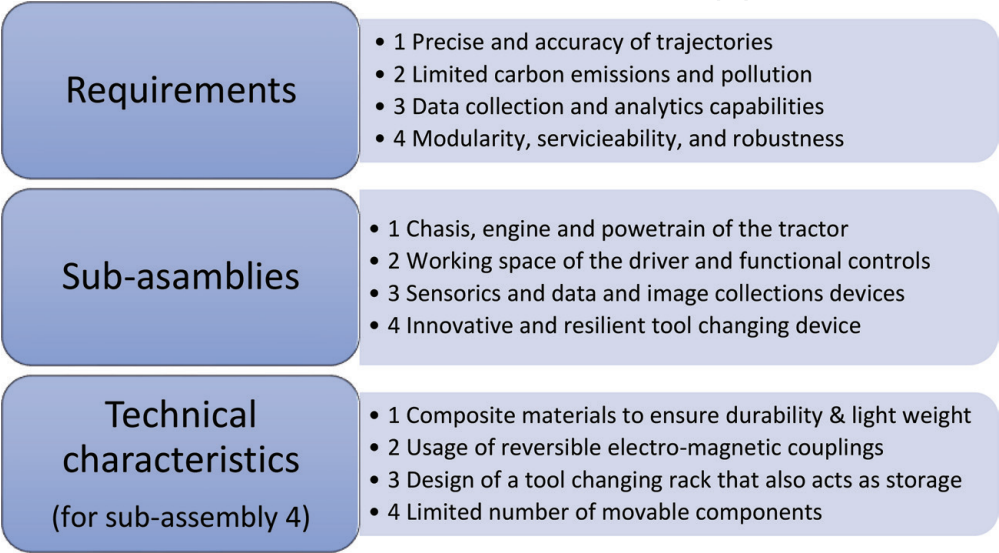 Requirements
• 1 Precise and accuracy of trajectories
• 2 Limited carbon emissions and pollution
• 3 Data collection and analytics capabilities
• 4 Modularity, servicieability, and robustness
Sub-asamblies
• 1 Chasis, engine and powetrain of the tractor
• 2 Working space of the driver and functional controls
• 3 Sensorics and data and image collections devices
• 4 Innovative and resilient tool changing device
Technical
characteristics
(for sub-assembly 4)
• 1 Composite materials to ensure durability & light weight
• 2 Usage of reversible electro-magnetic couplings
• 3 Design of a tool changing rack that also acts as storage
• 4 Limited number of movable components